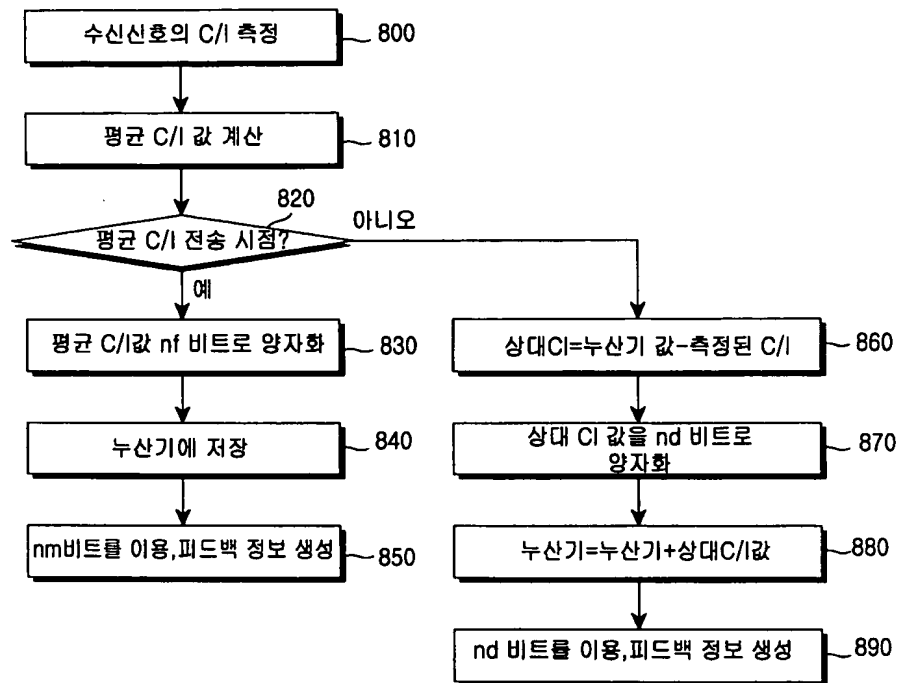 수신신호의 C/I 측정
800
평균 C/I 값 계산
810
820
평균 C/I 전송 시점?
아니오
예
평균 C/I값 nf 비트로 양자화
830
누산기에 저장
840
nm비트를 이용,피드백 정보 생성
850
상대CI=누산기 값-측정된 C/I
860
상대 CI 값을 nd 비트로
양자화
870
누산기=누산기+상대C/I값
880
nd 비트를 이용,피드백 정보 생성
890